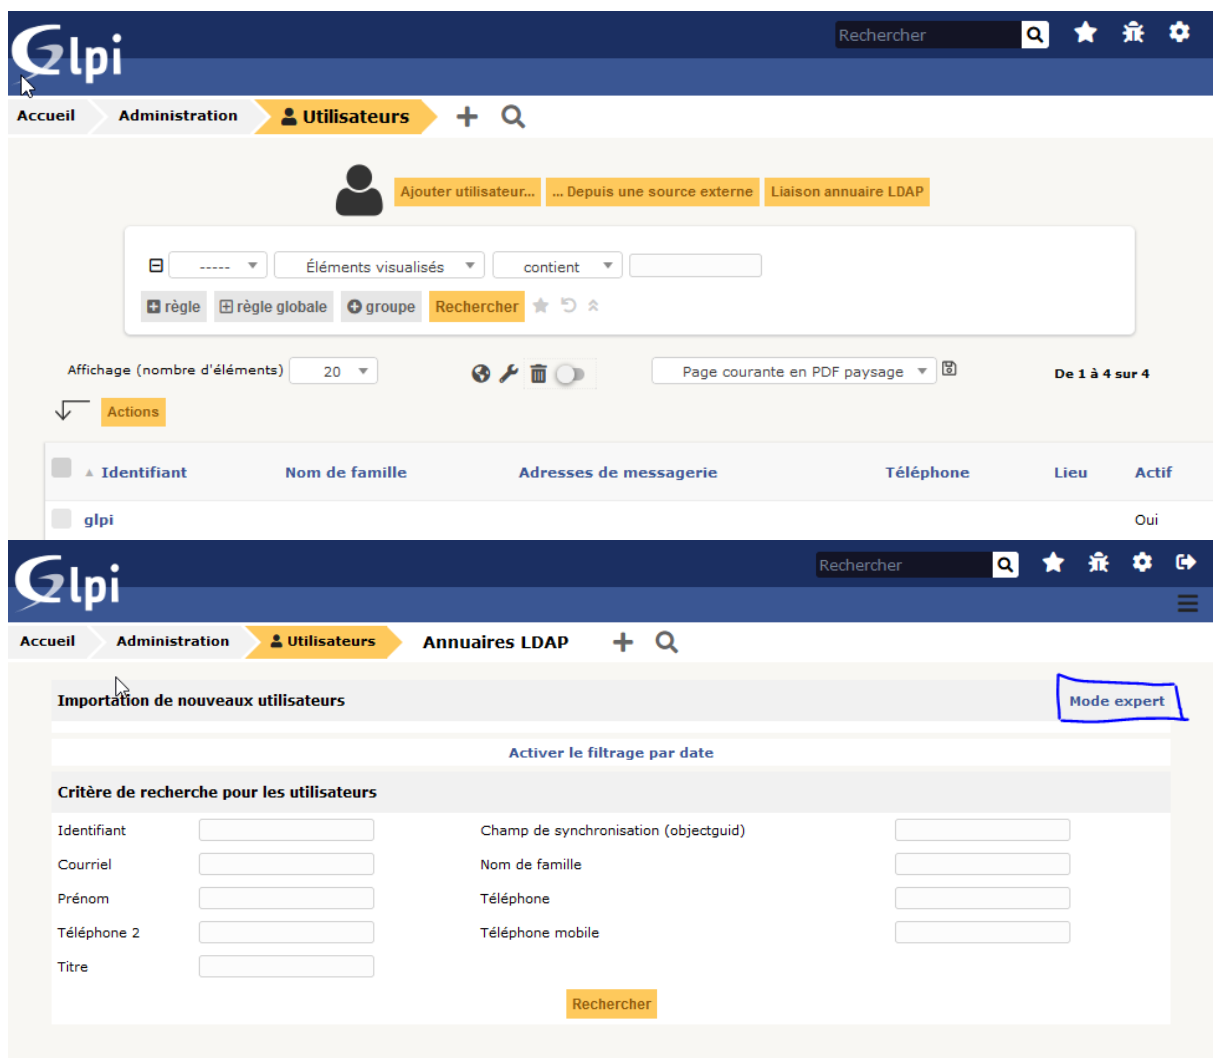 Glpi
Rechercher
Accueil Administration Utilisateurs
Ajouter utilisateur... ... Depuis une source externe Liaison annuaire LDAP
----- Éléments visualisés contient
règle règle globale groupe Rechercher
Affichage (nombre d'éléments) 20 Page courante en PDF paysage De 1 à 4 sur 4
Actions
Identifiant Nom de famille Adresses de messagerie Téléphone Lieu Actif
glpi Oui
Glpi
Rechercher
Accueil Administration Utilisateurs Annuaires LDAP
Importation de nouveaux utilisateurs Mode expert
Activer le filtrage par date
Critère de recherche pour les utilisateurs
Identifiant Champ de synchronisation (objectguid)
Courriel Nom de famille
Prénom Téléphone
Téléphone 2 Téléphone mobile
Titre
Rechercher